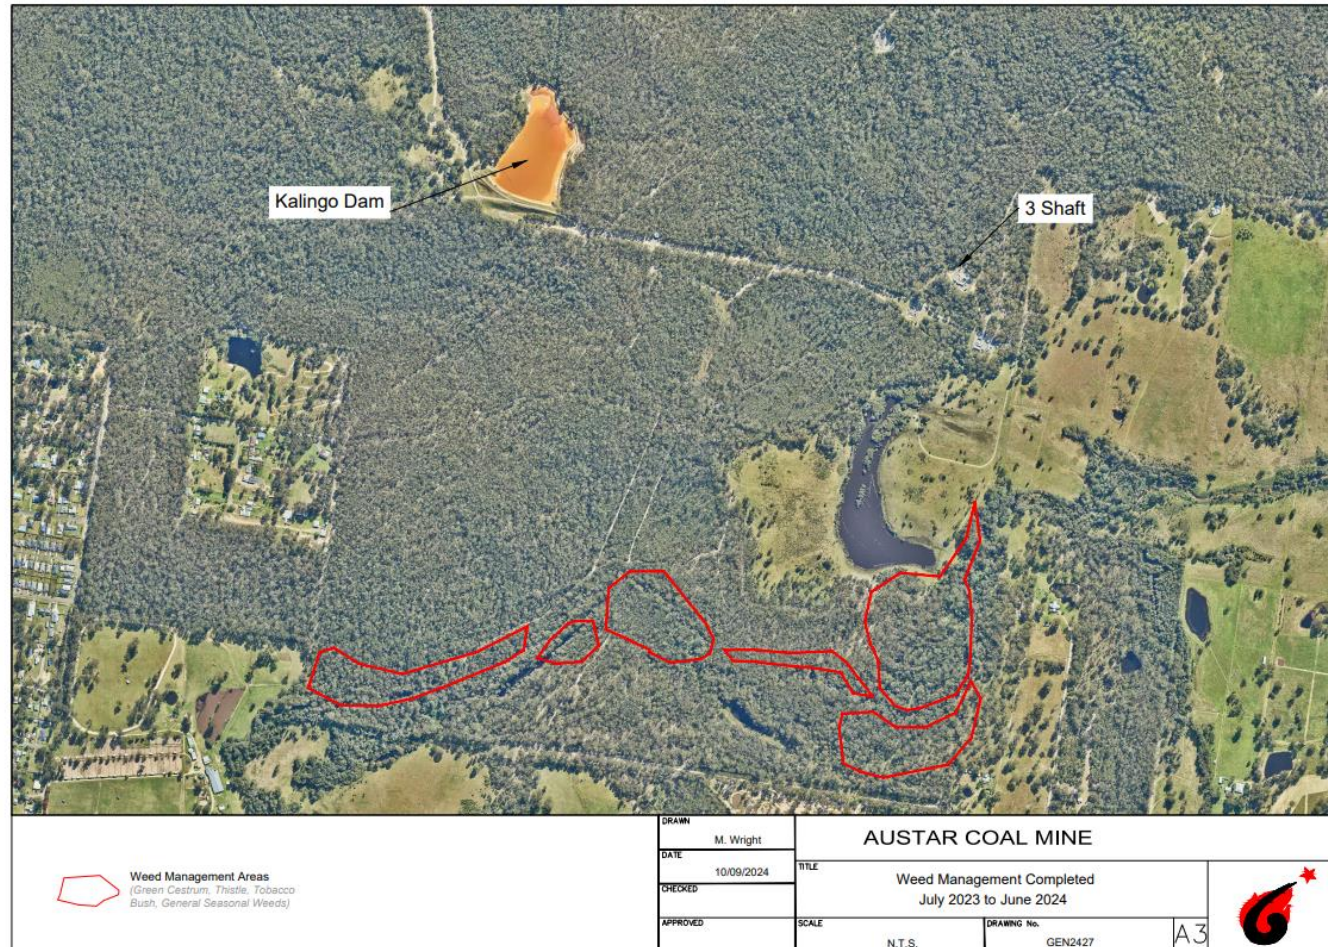 Kalingo Dam
3 Shaft
Weed Management Areas
(Green Cestrum, Thistle, Tobacco
Bush, General Seasonal Weeds)
DRAWN
M. Wright
DATE
10/09/2024
CHECKED
APPROVED
AUSTAR COAL MINE
TITLE
Weed Management Completed
July 2023 to June 2024
SCALE
N.T.S.
DRAWING No.
GEN2427
A3